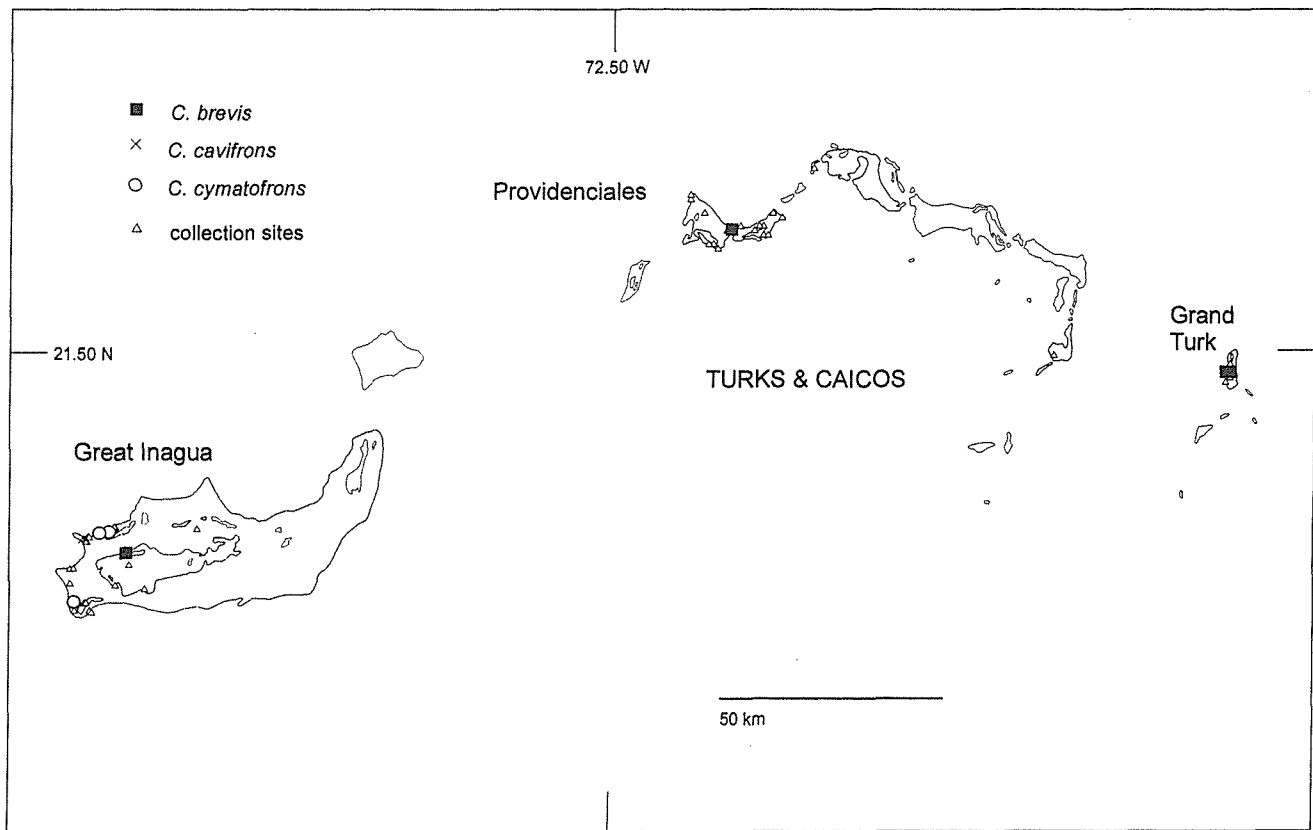 72.50 W
C. brevis
C. cavifrons
C. cymatofrons
collection sites
Providenciales
Grand
Turk
21.50 N
TURKS & CAICOS
Great Inagua
50 km